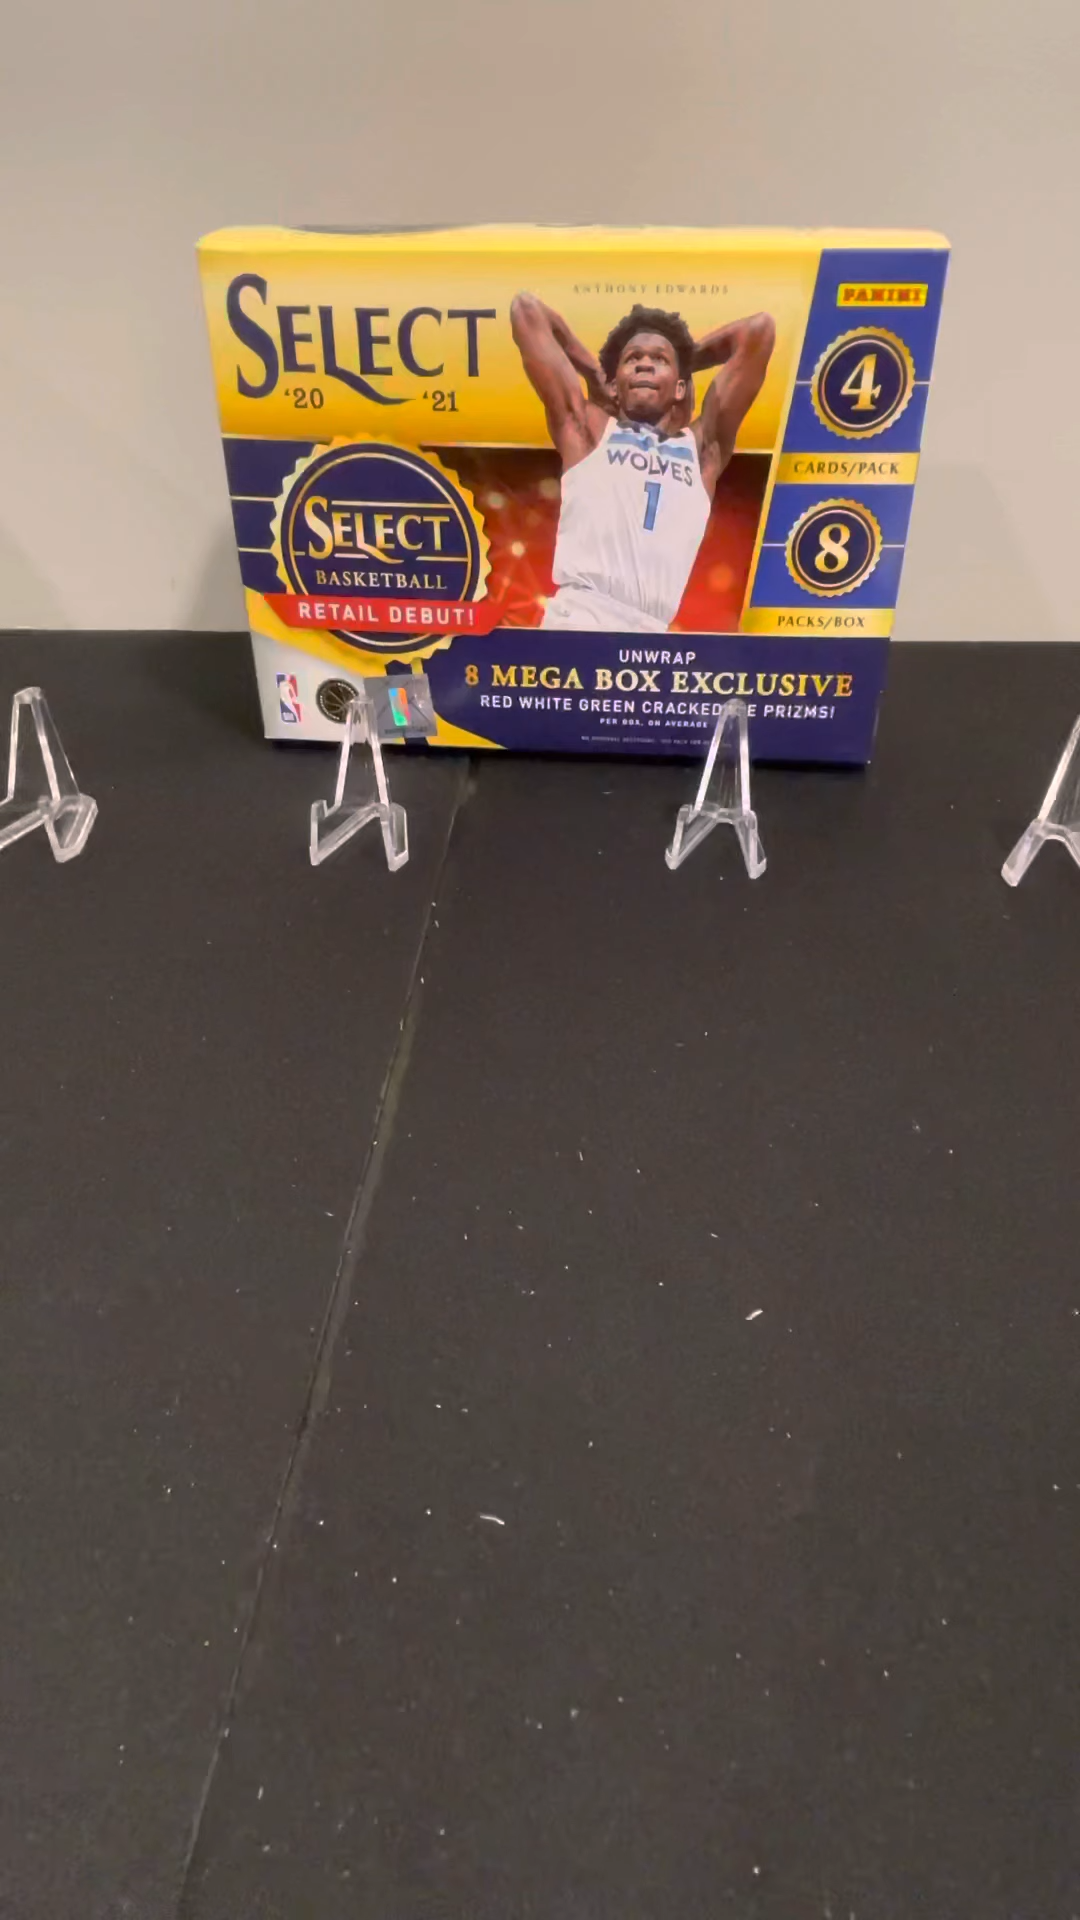 ANTHONY EDWARDS
SELECT
'20 '21
PANINI
4
CARDS/PACK
8
PACKS/BOX
SELECT
BASKETBALL
RETAIL DEBUT!
WOLVES
1
UNWRAP
8 MEGA BOX EXCLUSIVE
RED WHITE GREEN CRACKED PRIZMS!
PER BOX, ON AVERAGE